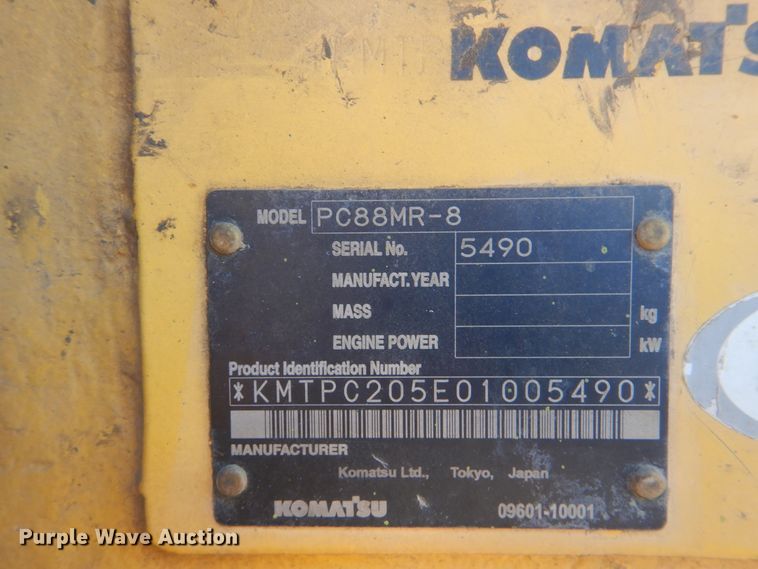 KOMATS
MODEL PC88MR-8
SERIAL No. 5490
MANUFACT. YEAR
MASS kg
ENGINE POWER kW
Product Identification Number
*KMTPC205E01005490*
MANUFACTURER
Komatsu Ltd., Tokyo, Japan
KOMATSU 09601-10001
Purple Wave Auction